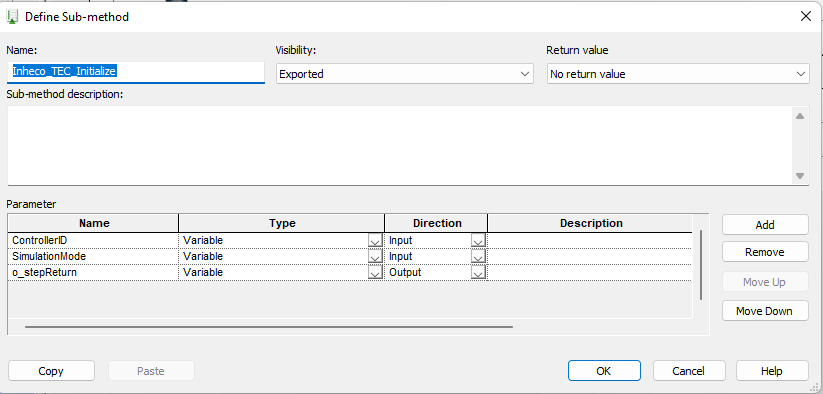 Define Sub-method
Name: Visibility: Return value
Inheco_TEC_Initialize Exported No return value
Sub-method description:
Parameter
Name Type Direction Description
ControllerID Variable Input
SimulationMode Variable Input
o_stepReturn Variable Output
Add
Remove
Move Up
Move Down
Copy Paste OK Cancel Help